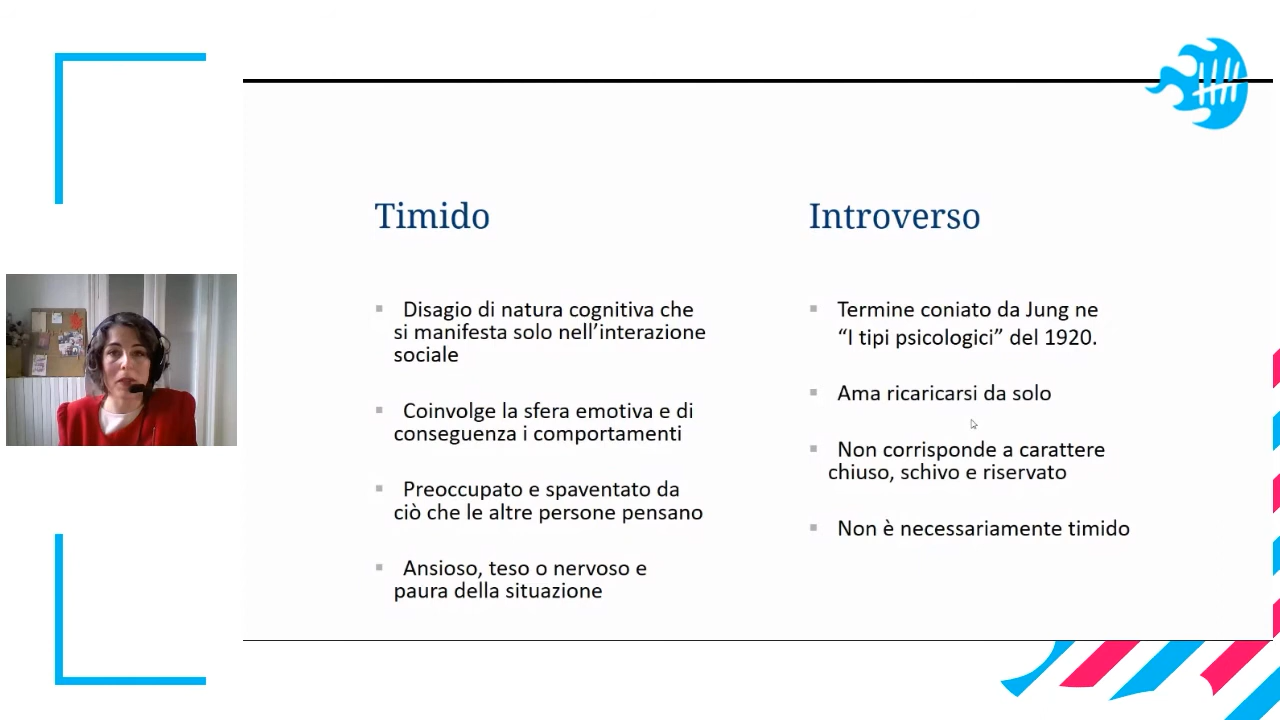 Timido
Disagio di natura cognitiva che
si manifesta solo nell’interazione
sociale
Coinvolge la sfera emotiva e di
conseguenza i comportamenti
Preoccupato e spaventato da
ciò che le altre persone pensano
Ansioso, teso o nervoso e
paura della situazione
Introverso
Termine coniato da Jung ne
“I tipi psicologici” del 1920.
Ama ricaricarsi da solo
Non corrisponde a carattere
chiuso, schivo e riservato
Non è necessariamente timido